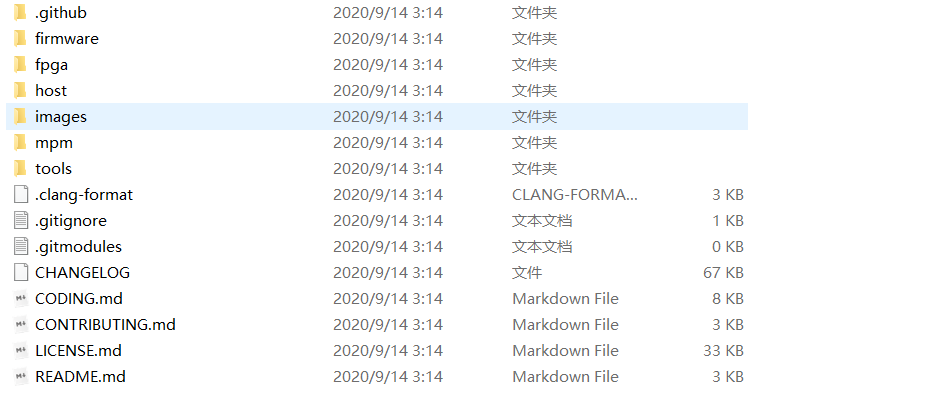 .github 2020/9/14 3:14 文件夹
firmware 2020/9/14 3:14 文件夹
fpga 2020/9/14 3:14 文件夹
host 2020/9/14 3:14 文件夹
images 2020/9/14 3:14 文件夹
mpm 2020/9/14 3:14 文件夹
tools 2020/9/14 3:14 文件夹
.clang-format 2020/9/14 3:14 CLANG-FORMA... 3 KB
.gitignore 2020/9/14 3:14 文本文档 1 KB
.gitmodules 2020/9/14 3:14 文本文档 0 KB
CHANGELOG 2020/9/14 3:14 文件 67 KB
CODING.md 2020/9/14 3:14 Markdown File 8 KB
CONTRIBUTING.md 2020/9/14 3:14 Markdown File 3 KB
LICENSE.md 2020/9/14 3:14 Markdown File 33 KB
README.md 2020/9/14 3:14 Markdown File 3 KB